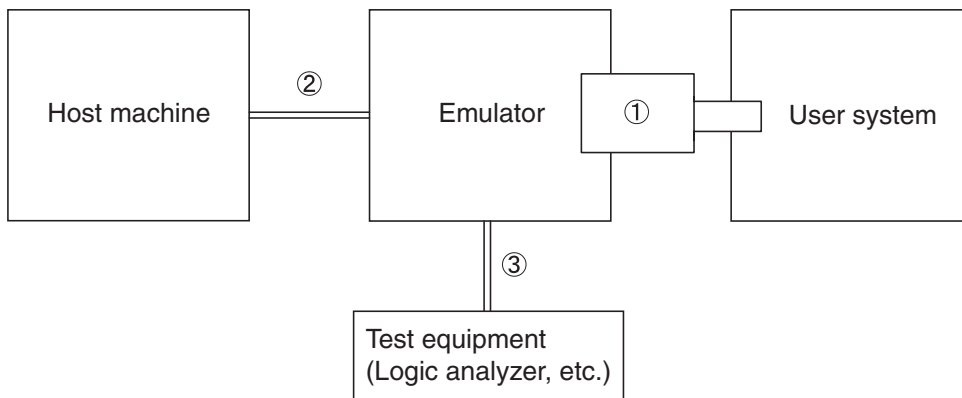 ②
Host machine
Emulator
①
User system
③
Test equipment
(Logic analyzer, etc.)